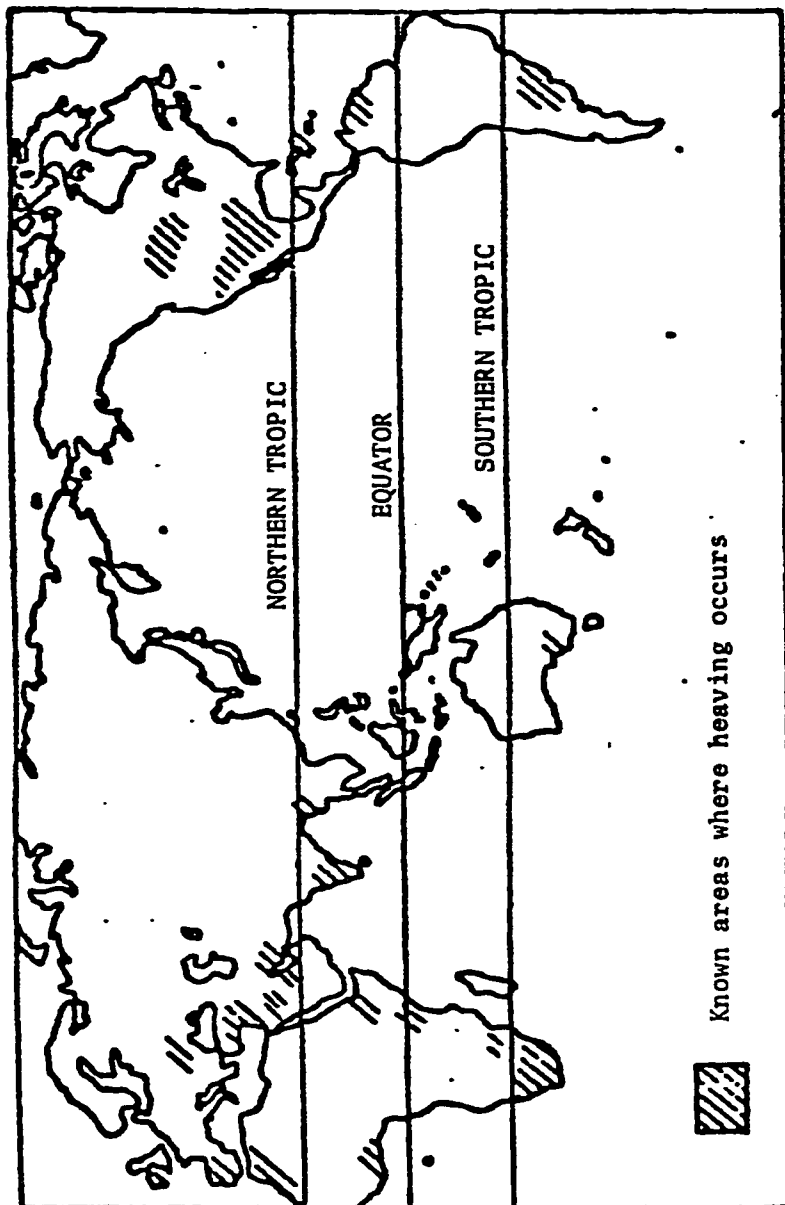 NORTHERN TROPIC
EQUATOR
SOUTHERN TROPIC
Known areas where heaving occurs